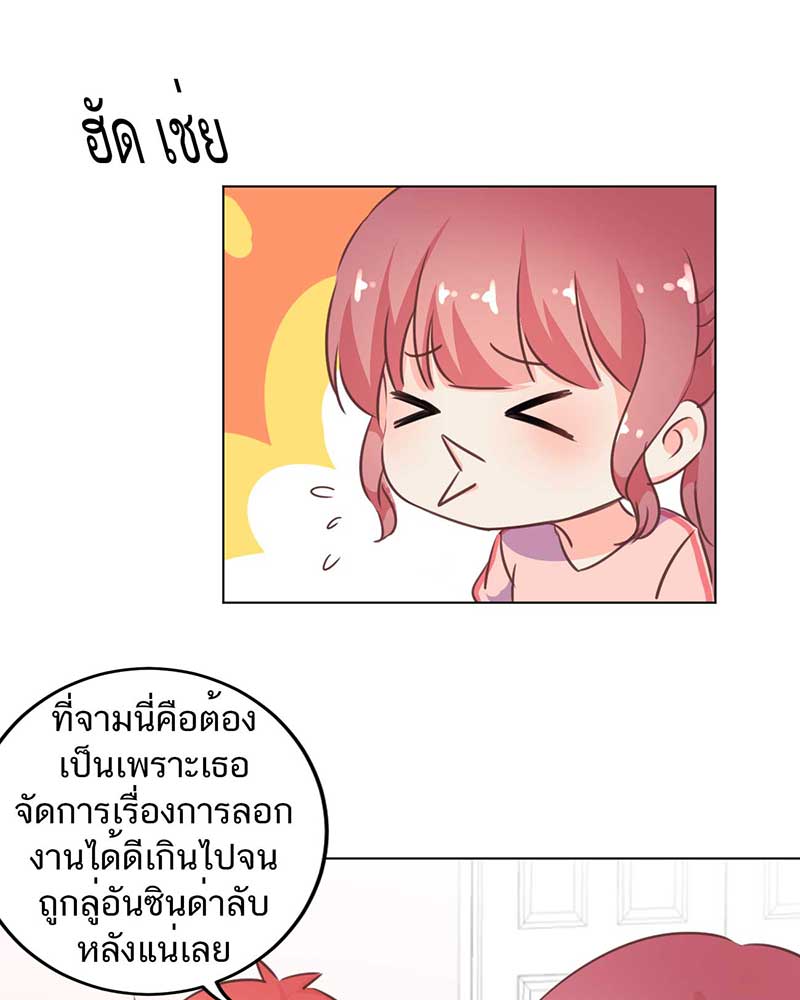 ฮัด เช่ย
ที่จามนี่คือต้อง
เป็นเพราะเธอ
จัดการเรื่องการลอก
งานได้ดีเกินไปจน
ถูกลู่อันซินด่าลับ
หลังแน่เลย